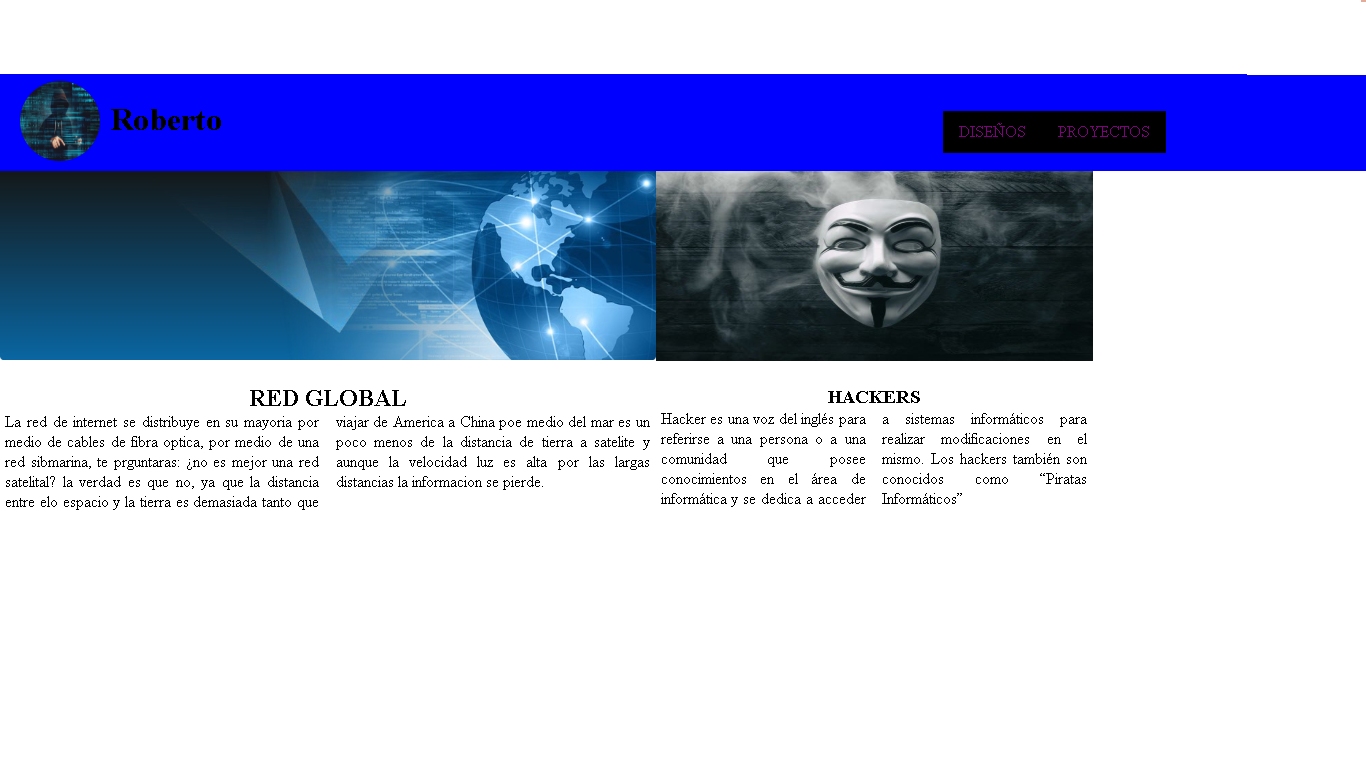 Roberto
DISEÑOS PROYECTOS
RED GLOBAL
La red de internet se distribuye en su mayoria por
medio de cables de fibra optica, por medio de una
red sibmarina, te prguntaras: ¿no es mejor una red
satelital? la verdad es que no, ya que la distancia
entre elo espacio y la tierra es demasiada tanto que
viajar de America a China poe medio del mar es un
poco menos de la distancia de tierra a satelite y
aunque la velocidad luz es alta por las largas
distancias la informacion se pierde.
HACKERS
Hacker es una voz del inglés para
referirse a una persona o a una
comunidad que posee
conocimientos en el área de
informática y se dedica a acceder
a sistemas informáticos para
realizar modificaciones en el
mismo. Los hackers también son
conocidos como “Piratas
Informáticos”